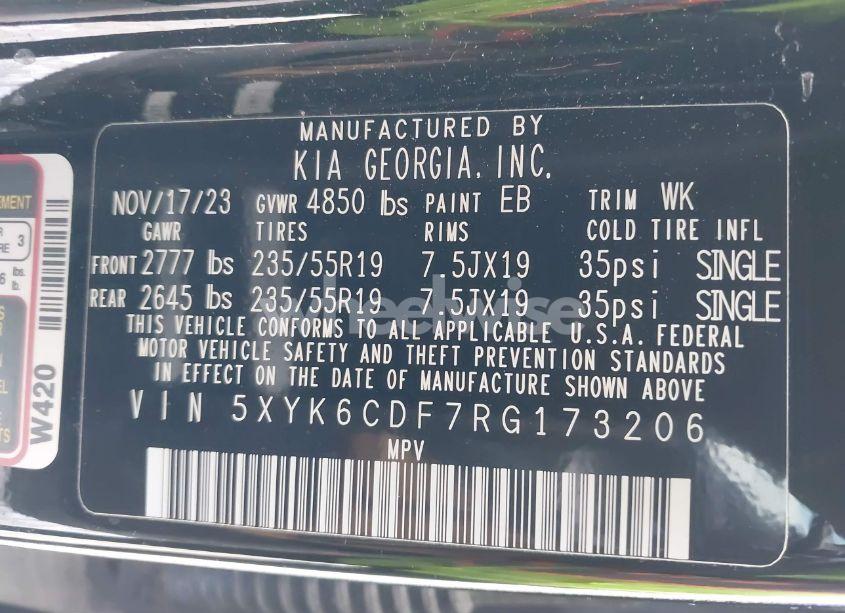 MANUFACTURED BY
KIA GEORGIA, INC.
NOV/17/23 GVWR 4850 lbs PAINT EB TRIM WK
GAWR TIRES RIMS COLD TIRE INFL
FRONT 2777 lbs 235/55R19 7.5JX19 35psi SINGLE
REAR 2645 lbs 235/55R19 7.5JX19 35psi SINGLE
THIS VEHICLE CONFORMS TO ALL APPLICABLE U.S.A. FEDERAL
MOTOR VEHICLE SAFETY AND THEFT PREVENTION STANDARDS
IN EFFECT ON THE DATE OF MANUFACTURE SHOWN ABOVE
VIN 5XYK6CDF7RG173206
MPV
W420
3
lbs.